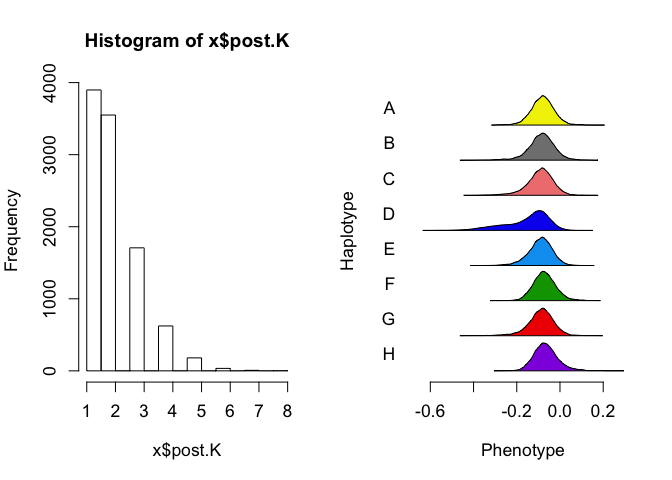 Histogram of x$post.K
Frequency
4000
3000
2000
1000
0
1 2 3 4 5 6 7 8
x$post.K
Haplotype
A
B
C
D
E
F
G
H
-0.6 -0.2 0.0 0.2
Phenotype